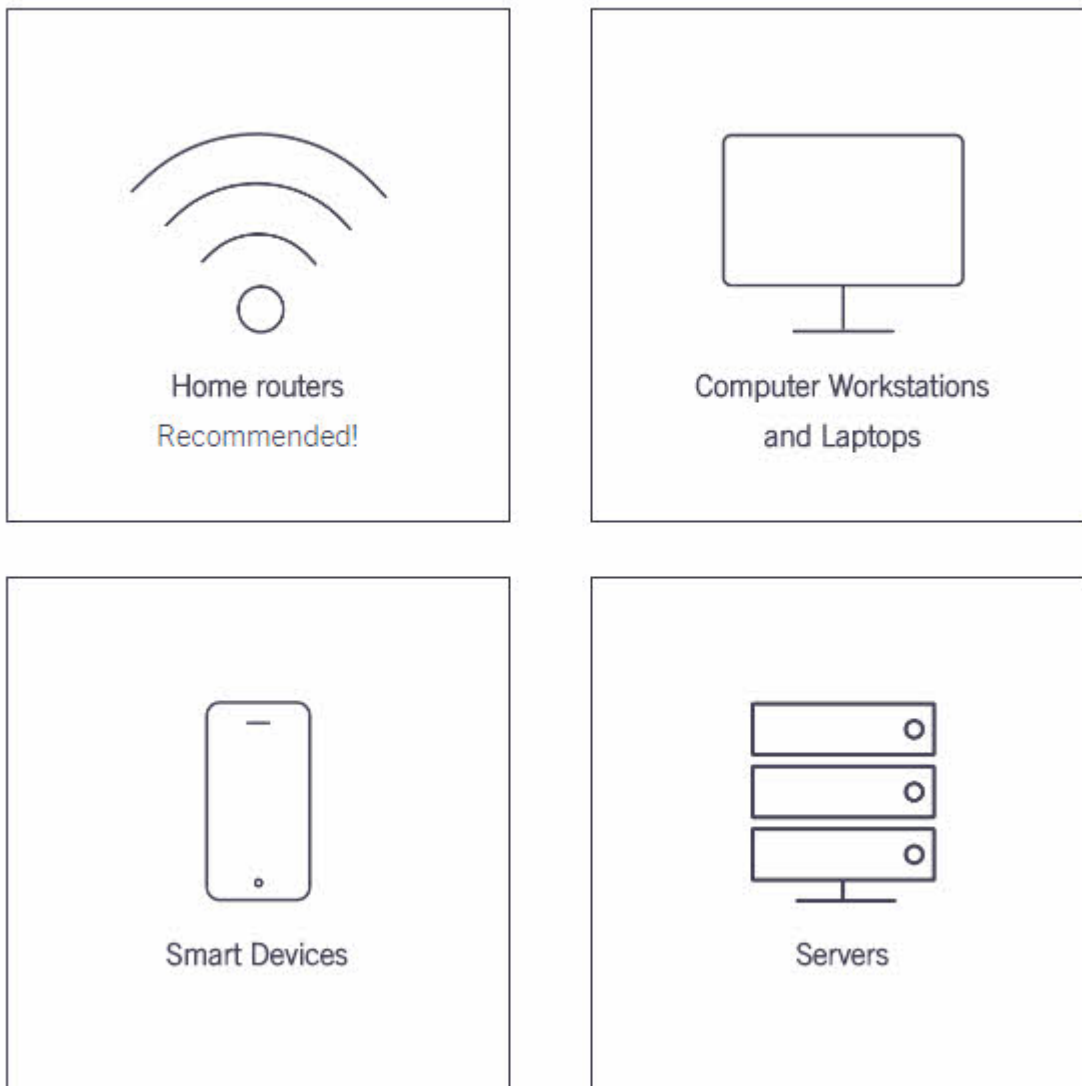 Home routers
Recommended!
Computer Workstations
and Laptops
Smart Devices
Servers